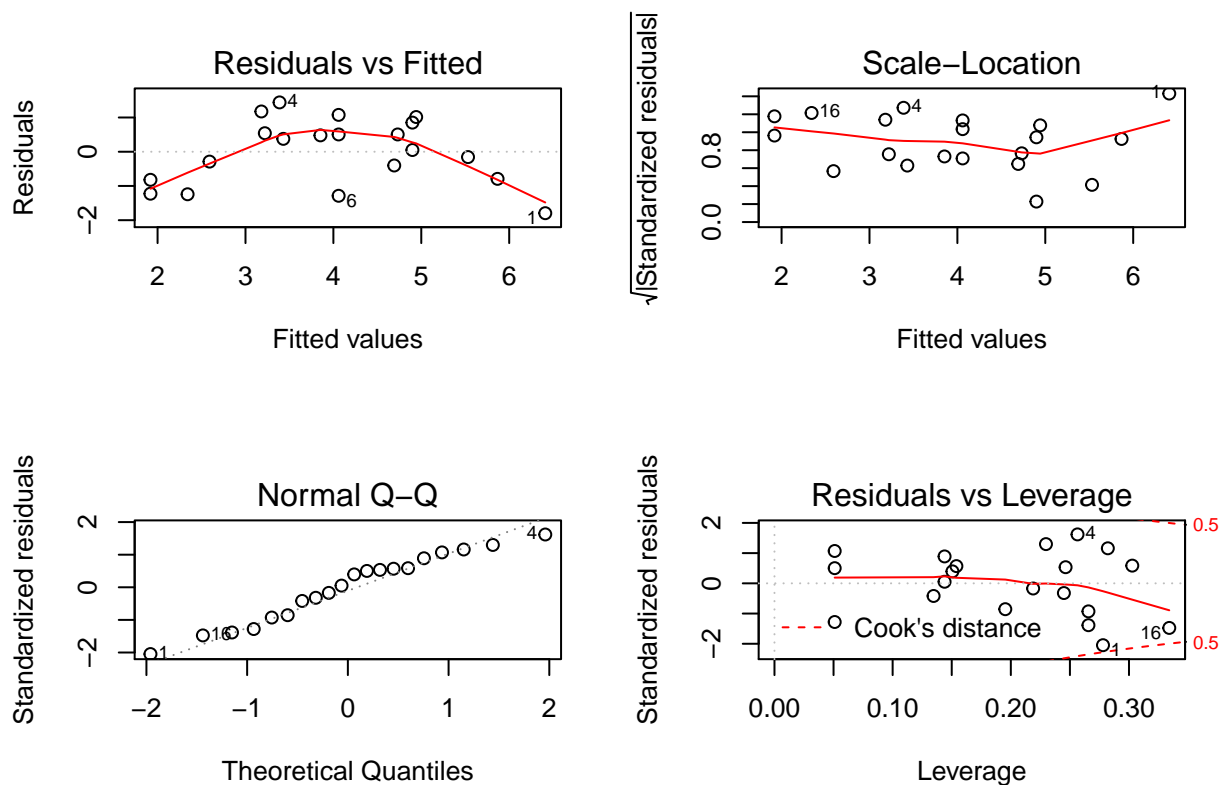 Residuals vs Fitted
Residuals
0
−2
2 3 4 5 6
Fitted values
4
6
1
Scale−Location
√|Standardized residuals|
0.8
0.0
2 3 4 5 6
Fitted values
16
4
1
Normal Q−Q
Standardized residuals
2
0
−2
−2 −1 0 1 2
Theoretical Quantiles
4
16
1
Residuals vs Leverage
Standardized residuals
2
0
−2
0.00 0.10 0.20 0.30
Leverage
Cook's distance
0.5
0.5
4
16
1